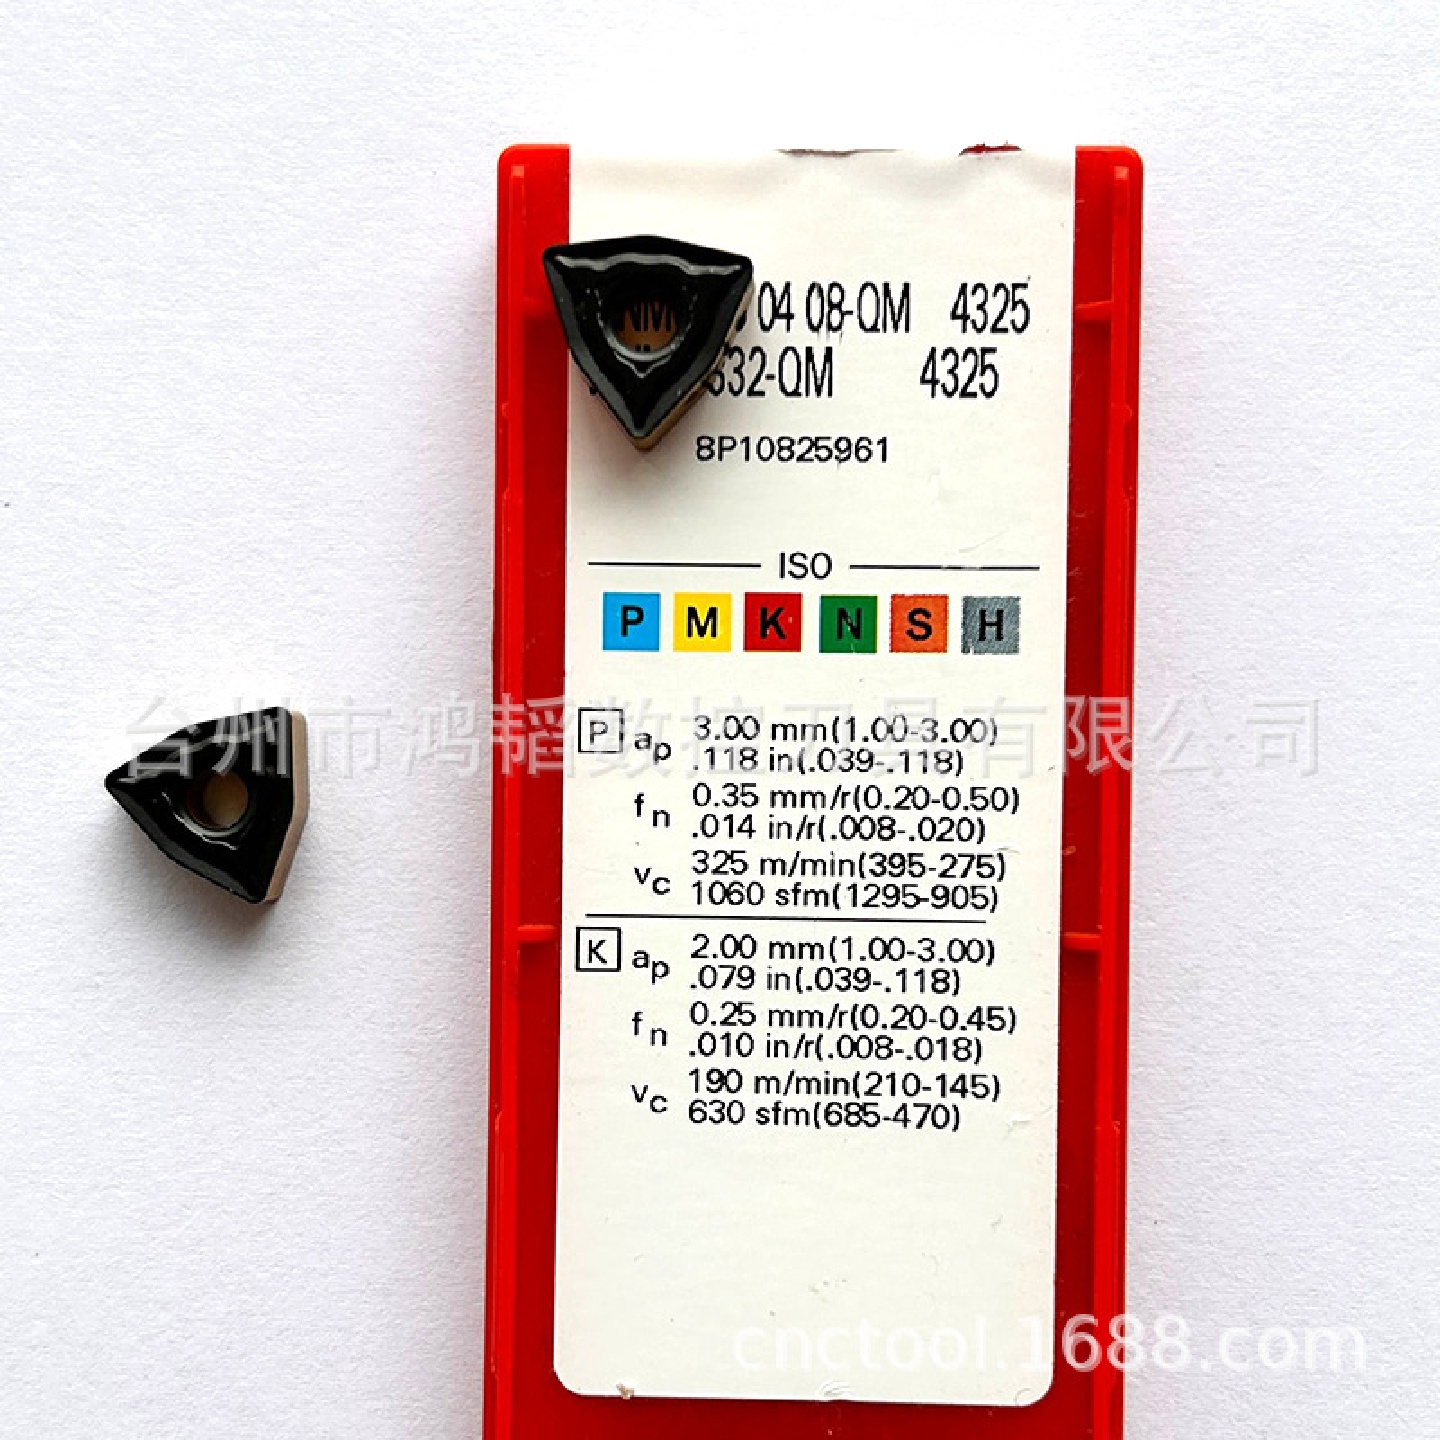 NM 04 08-QM 4325
332-QM 4325
8P10825961
ISO
P M K N S H
台州市鸿韬数控刀具有限公司
P ap 3.00 mm(1.00-3.00)
.118 in(.039-.118)
fn 0.35 mm/r(0.20-0.50)
.014 in/r(.008-.020)
vc 325 m/min(395-275)
1060 sfm(1295-905)
K ap 2.00 mm(1.00-3.00)
.079 in(.039-.118)
fn 0.25 mm/r(0.20-0.45)
.010 in/r(.008-.018)
vc 190 m/min(210-145)
630 sfm(685-470)
cnctool.1688.com